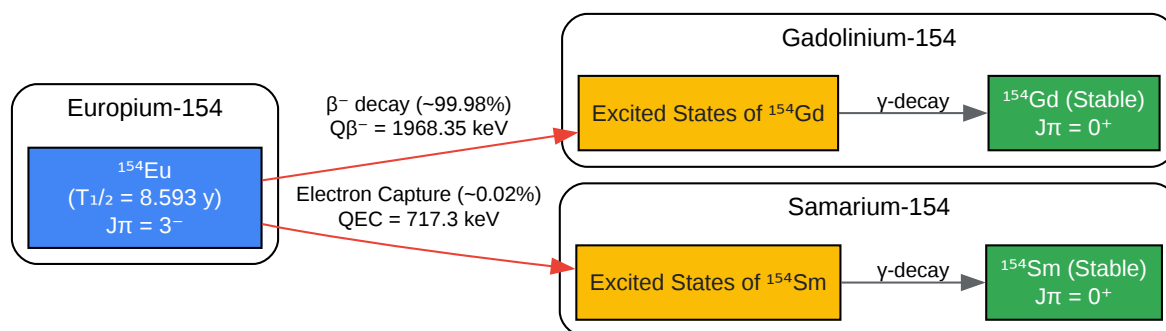 Europium-154
¹⁵⁴Eu
(T₁/₂ = 8.593 y)
Jπ = 3⁻
β⁻ decay (~99.98%)
Qβ⁻ = 1968.35 keV
Electron Capture (~0.02%)
QEC = 717.3 keV
Gadolinium-154
Excited States of ¹⁵⁴Gd
γ-decay
¹⁵⁴Gd (Stable)
Jπ = 0⁺
Samarium-154
Excited States of ¹⁵⁴Sm
γ-decay
¹⁵⁴Sm (Stable)
Jπ = 0⁺